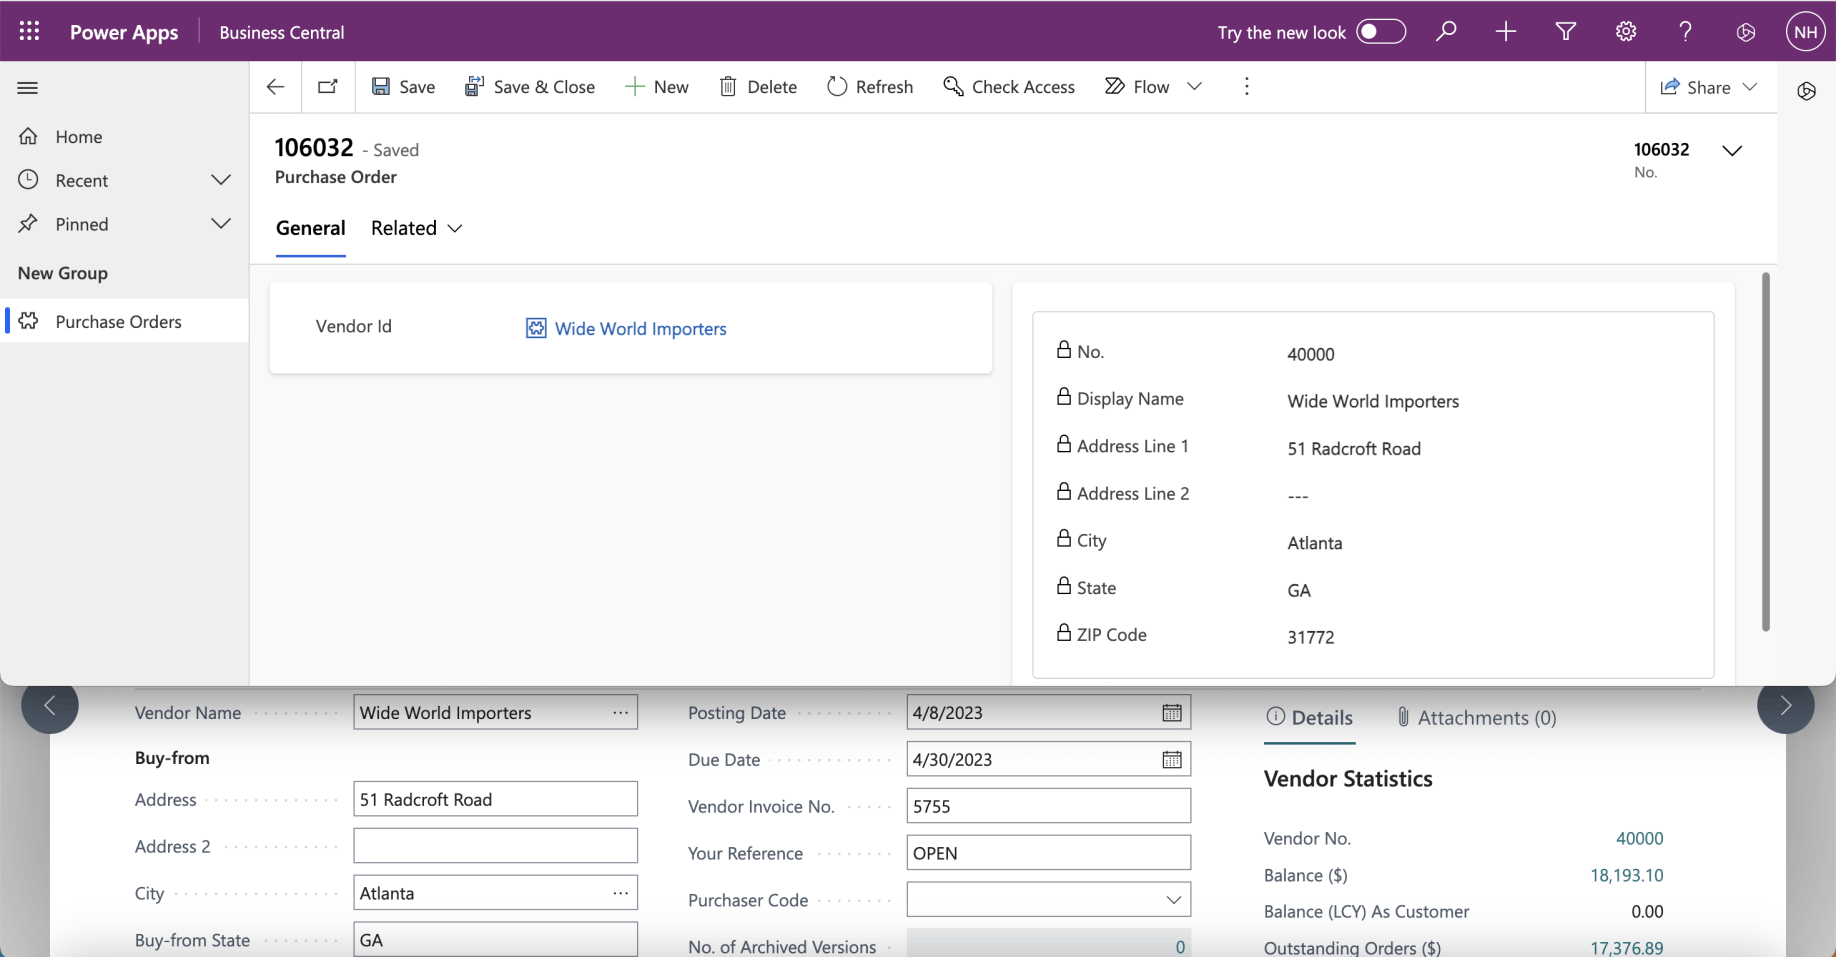 Power Apps
Business Central
Try the new look
NH
Save
Save & Close
New
Delete
Refresh
Check Access
Flow
Share
Home
Recent
Pinned
New Group
Purchase Orders
106032 - Saved
Purchase Order
106032
No.
General
Related
Vendor Id
Wide World Importers
No.
40000
Display Name
Wide World Importers
Address Line 1
51 Radcroft Road
Address Line 2
---
City
Atlanta
State
GA
ZIP Code
31772
Vendor Name
Wide World Importers
Buy-from
Address
51 Radcroft Road
Address 2
City
Atlanta
Buy-from State
GA
Posting Date
4/8/2023
Due Date
4/30/2023
Vendor Invoice No.
5755
Your Reference
OPEN
Purchaser Code
No. of Archived Versions
0
Details
Attachments (0)
Vendor Statistics
Vendor No.
40000
Balance ($)
18,193.10
Balance (LCY) As Customer
0.00
Outstanding Orders ($)
17,376.89